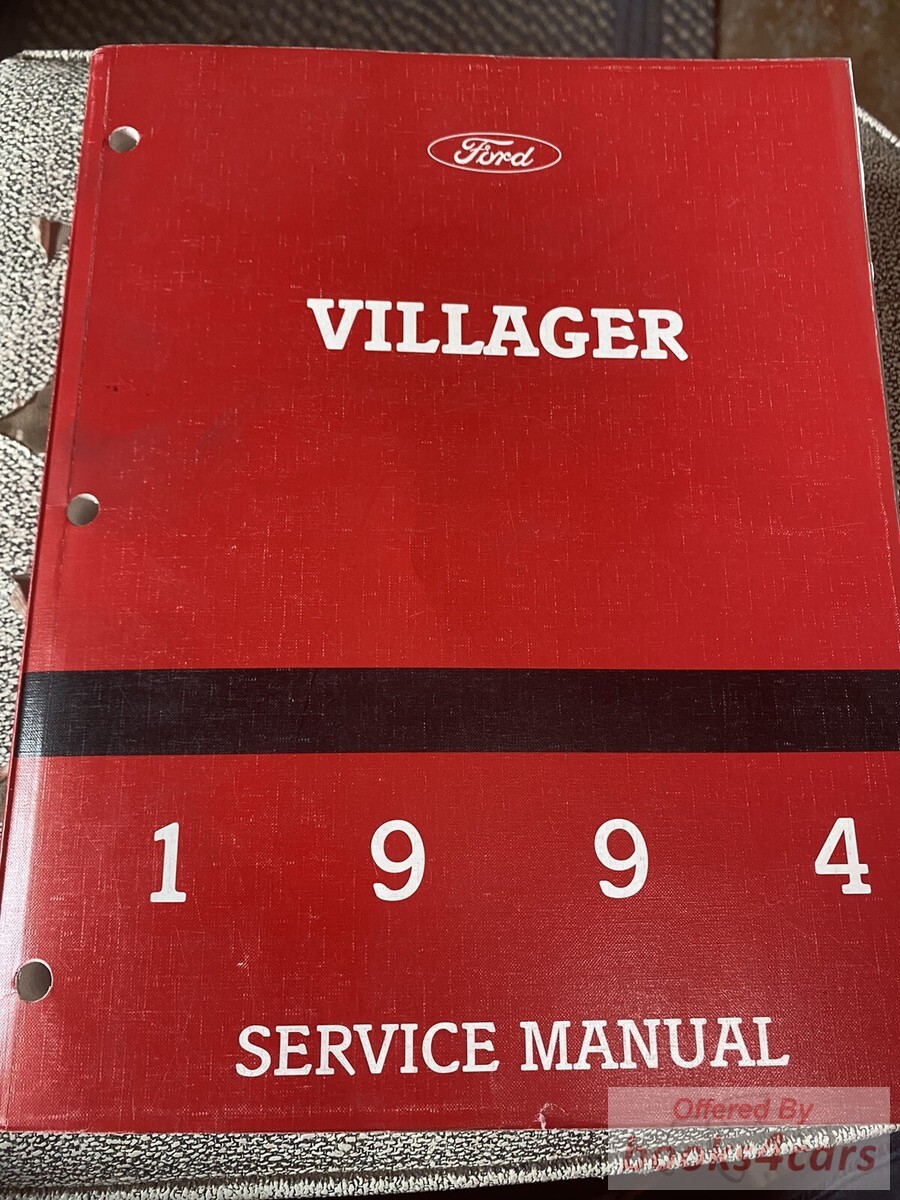 Ford
VILLAGER
1 9 9 4
SERVICE MANUAL
Offered By
books4cars